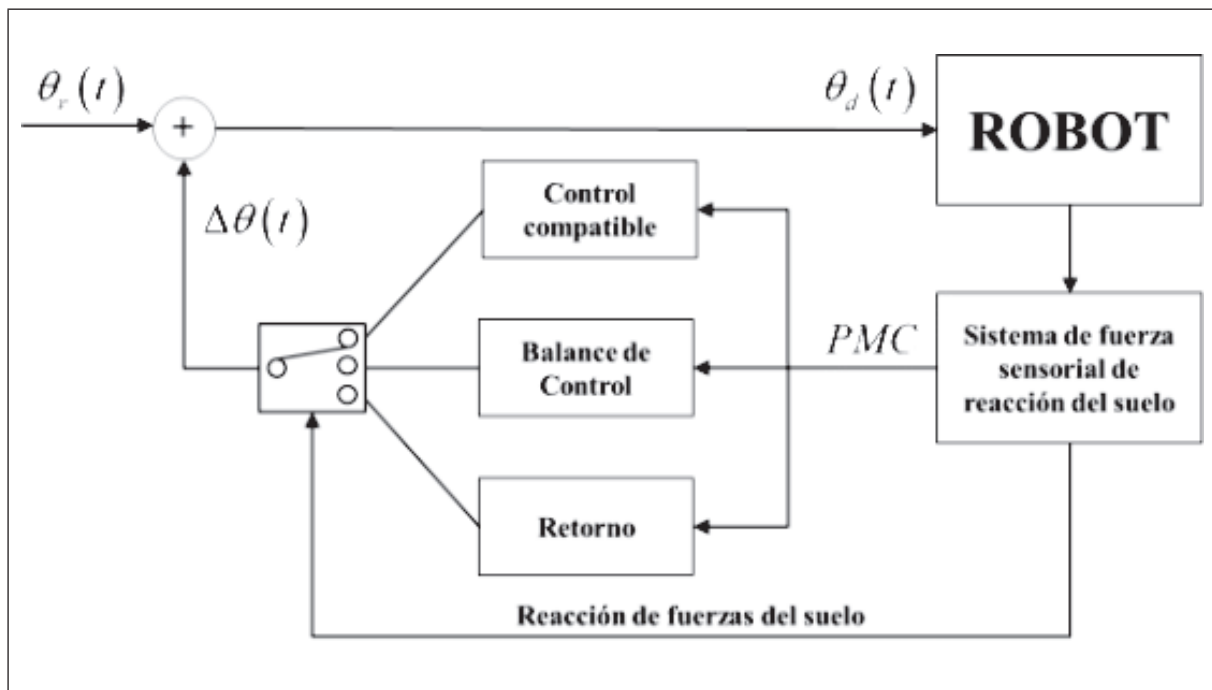 θr(t)
+
θd(t)
ROBOT
Δθ(t)
Control
compatible
Balance de
Control
Retorno
PMC
Sistema de fuerza
sensorial de
reacción del suelo
Reacción de fuerzas del suelo